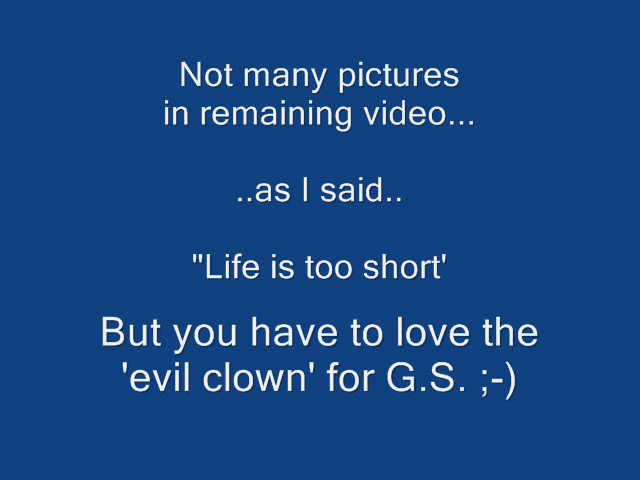 Not many pictures
in remaining video...
..as I said..
"Life is too short'
But you have to love the
'evil clown' for G.S. ;-)